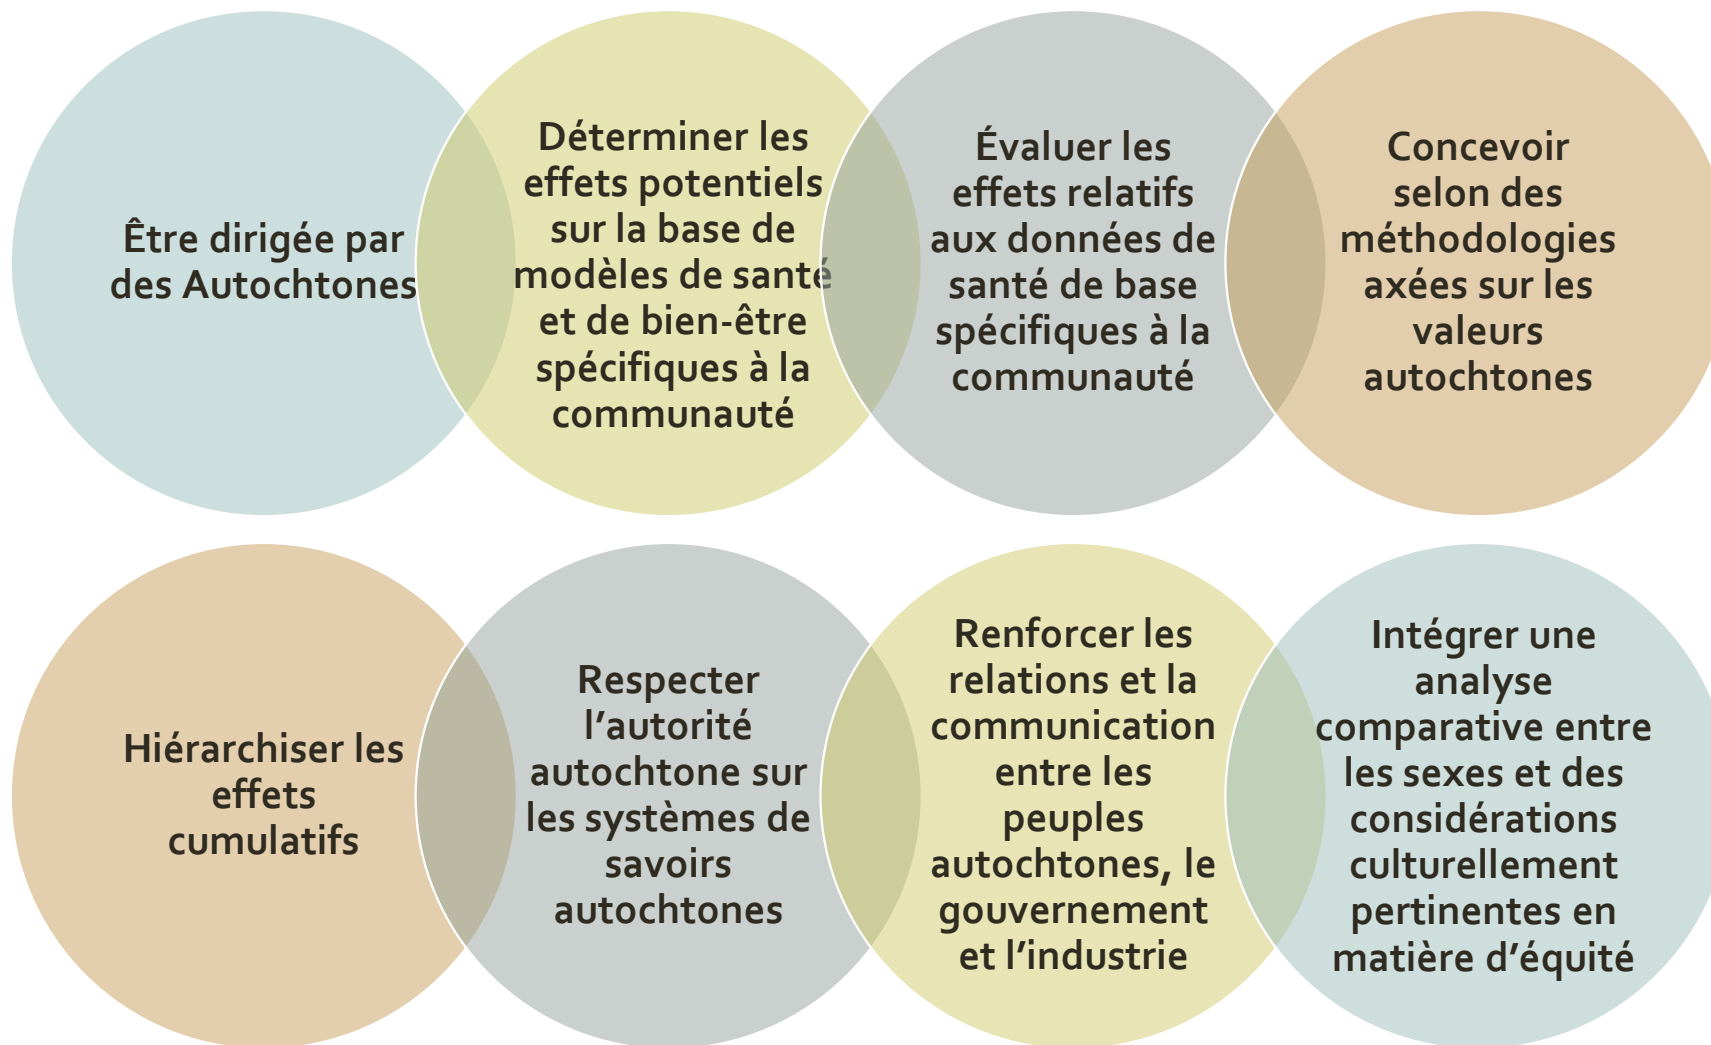 Être dirigée par
des Autochtones
Déterminer les
effets potentiels
sur la base de
modèles de santé
et de bien-être
spécifiques à la
communauté
Évaluer les
effets relatifs
aux données de
santé de base
spécifiques à la
communauté
Concevoir
selon des
méthodologies
axées sur les
valeurs
autochtones
Hiérarchiser les
effets
cumulatifs
Respecter
l’autorité
autochtone sur
les systèmes de
savoirs
autochtones
Renforcer les
relations et la
communication
entre les
peuples
autochtones, le
gouvernement
et l’industrie
Intégrer une
analyse
comparative entre
les sexes et des
considérations
culturellement
pertinentes en
matière d’équité